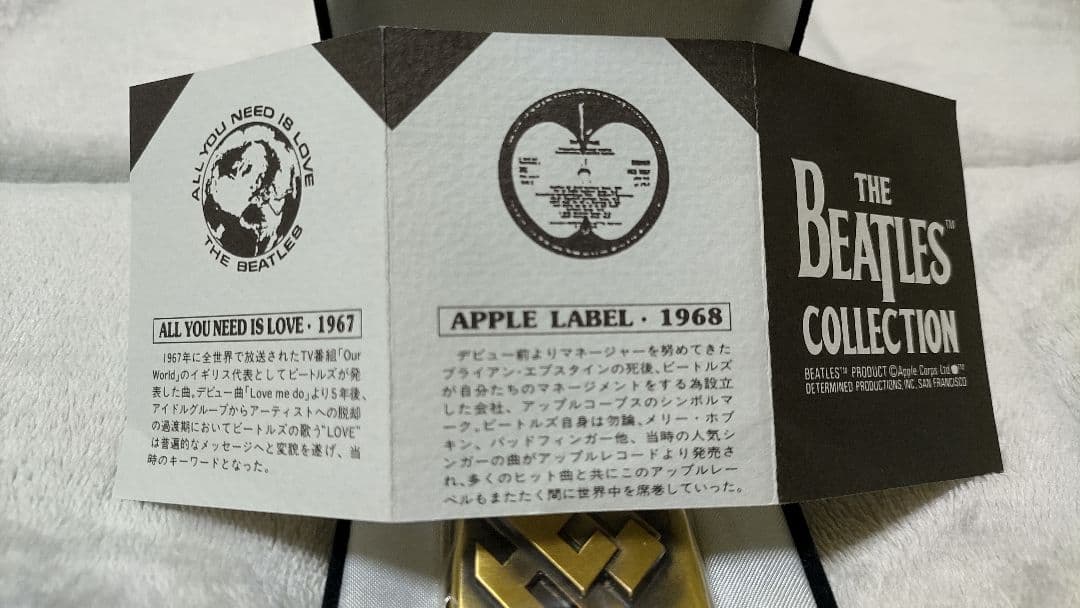 ALL YOU NEED IS LOVE
THE BEATLES
ALL YOU NEED IS LOVE・1967
1967年に全世界で放送されたTV番組「Our
World」のイギリス代表としてビートルズが発
表した曲。デビュー曲「Love me do」より5年後、
アイドルグループからアーティストへの脱却
の過渡期においてビートルズの歌う"LOVE"
は普遍的なメッセージへと変貌を遂げ、当
時のキーワードとなった。
APPLE LABEL・1968
デビュー前よりマネージャーを努めてきた
ブライアン・エプスタインの死後、ビートルズ
が自分たちのマネージメントをする為設立
した会社、アップルコープスのシンボルマ
ーク。ビートルズ自身は勿論、メリー・ホプ
キン、バッドフィンガー他、当時の人気シ
ンガーの曲がアップルレコードより発売さ
れ、多くのヒット曲と共にこのアップルレー
ベルもまたたく間に世界中を席巻していった。
THE
BEATLES™
COLLECTION
BEATLES™ PRODUCT ©Apple Corps Ltd ™
DETERMINED PRODUCTIONS, INC. SAN FRANCISCO